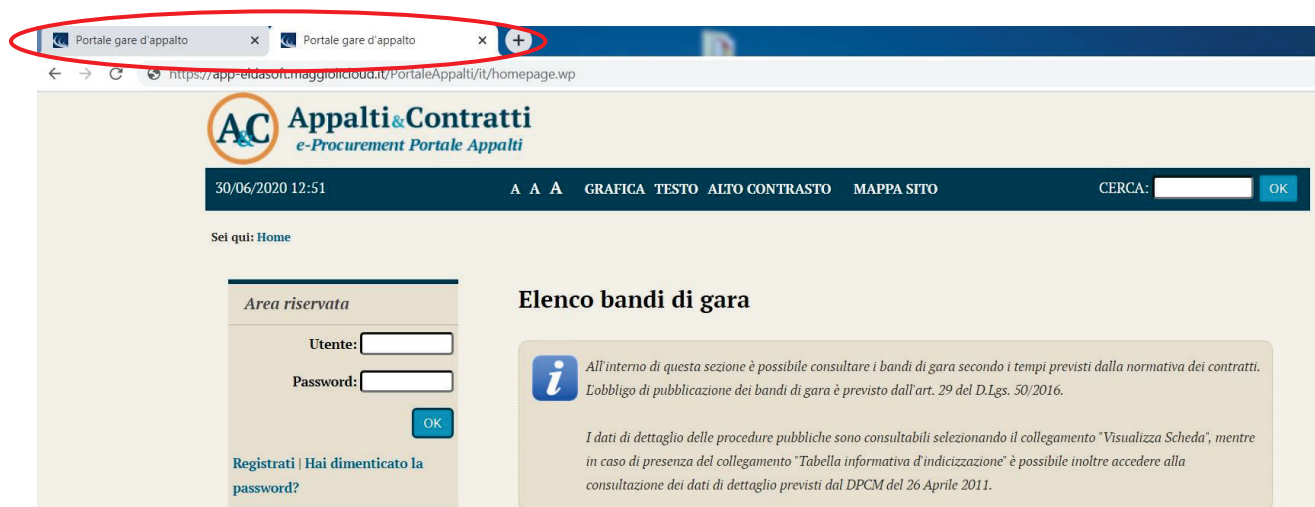 Portale gare d'appalto × Portale gare d'appalto × +
https://app-eldasoft.maggiolicloud.it/PortaleAppalti/it/homepage.wp
A&C Appalti&Contratti
e-Procurement Portale Appalti
30/06/2020 12:51 A A A GRAFICA TESTO ALTO CONTRASTO MAPPA SITO CERCA: OK
Sei qui: Home
Area riservata
Utente:
Password:
OK
Registrati | Hai dimenticato la
password?
Elenco bandi di gara
All'interno di questa sezione è possibile consultare i bandi di gara secondo i tempi previsti dalla normativa dei contratti.
L'obbligo di pubblicazione dei bandi di gara è previsto dall'art. 29 del D.Lgs. 50/2016.
I dati di dettaglio delle procedure pubbliche sono consultabili selezionando il collegamento "Visualizza Scheda", mentre
in caso di presenza del collegamento "Tabella informativa d'indicizzazione" è possibile inoltre accedere alla
consultazione dei dati di dettaglio previsti dal DPCM del 26 Aprile 2011.